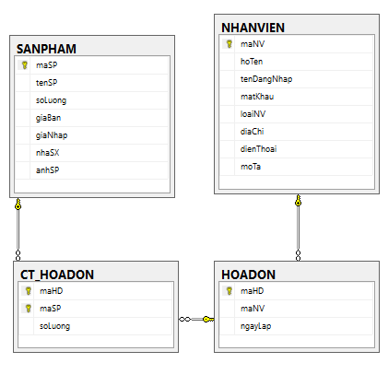 SANPHAM
maSP
tenSP
soLuong
giaBan
giaNhap
nhaSX
anhSP
NHANVIEN
maNV
hoTen
tenDangNhap
matKhau
loaiNV
diaChi
dienThoai
moTa
CT_HOADON
maHD
maSP
soLuong
HOADON
maHD
maNV
ngayLap